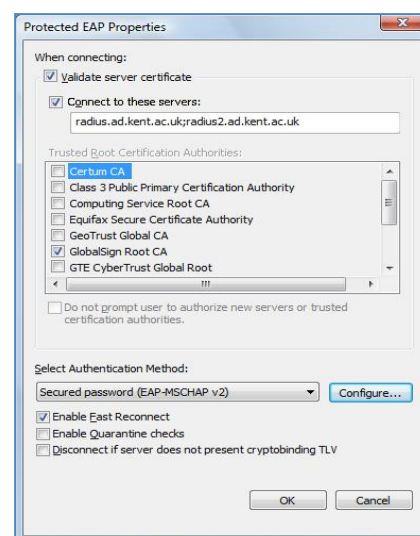 Protected EAP Properties
When connecting:
Validate server certificate
Connect to these servers:
radius.ad.kent.ac.uk;radius2.ad.kent.ac.uk
Trusted Root Certification Authorities:
Certum CA
Class 3 Public Primary Certification Authority
Computing Service Root CA
Equifax Secure Certificate Authority
GeoTrust Global CA
GlobalSign Root CA
GTE CyberTrust Global Root
Do not prompt user to authorize new servers or trusted
certification authorities.
Select Authentication Method:
Secured password (EAP-MSCHAP v2) Configure...
Enable Fast Reconnect
Enable Quarantine checks
Disconnect if server does not present cryptobinding TLV
OK Cancel